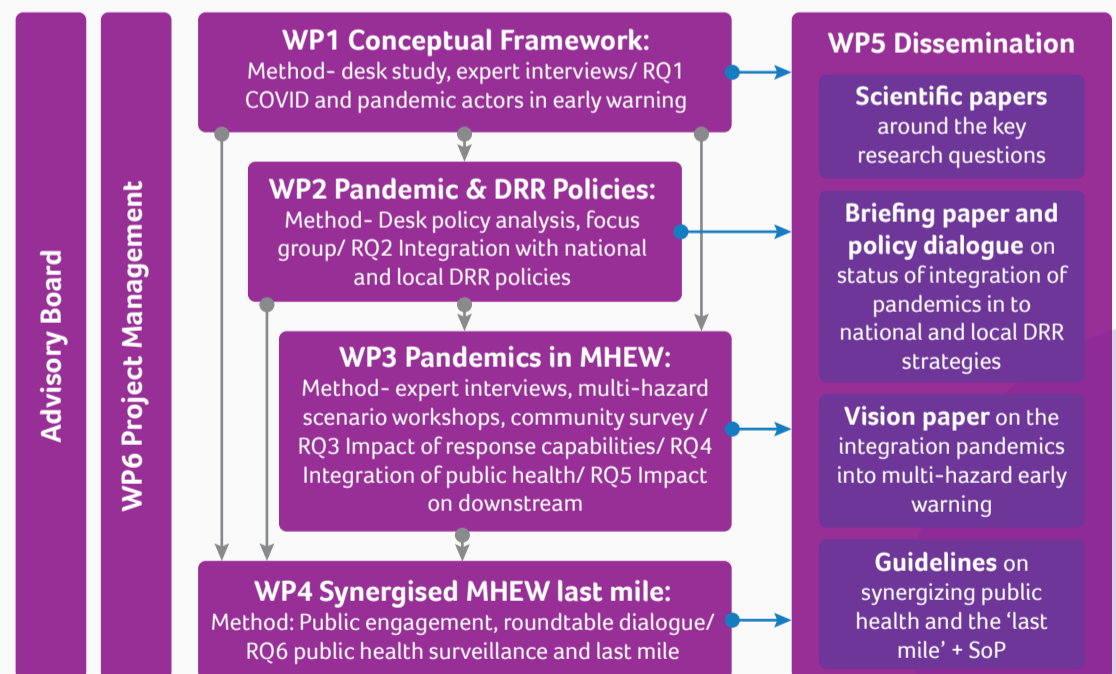 Advisory Board
WP6 Project Management
WP1 Conceptual Framework:
Method- desk study, expert interviews/ RQ1
COVID and pandemic actors in early warning
WP2 Pandemic & DRR Policies:
Method- Desk policy analysis, focus
group/ RQ2 Integration with national
and local DRR policies
WP3 Pandemics in MHEW:
Method- expert interviews, multi-hazard
scenario workshops, community survey /
RQ3 Impact of response capabilities/ RQ4
Integration of public health/ RQ5 Impact
on downstream
WP4 Synergised MHEW last mile:
Method: Public engagement, roundtable dialogue/
RQ6 public health surveillance and last mile
WP5 Dissemination
Scientific papers
around the key
research questions
Briefing paper and
policy dialogue on
status of integration of
pandemics in to
national and local DRR
strategies
Vision paper on the
integration pandemics
into multi-hazard early
warning
Guidelines on
synergizing public
health and the ‘last
mile’ + SoP